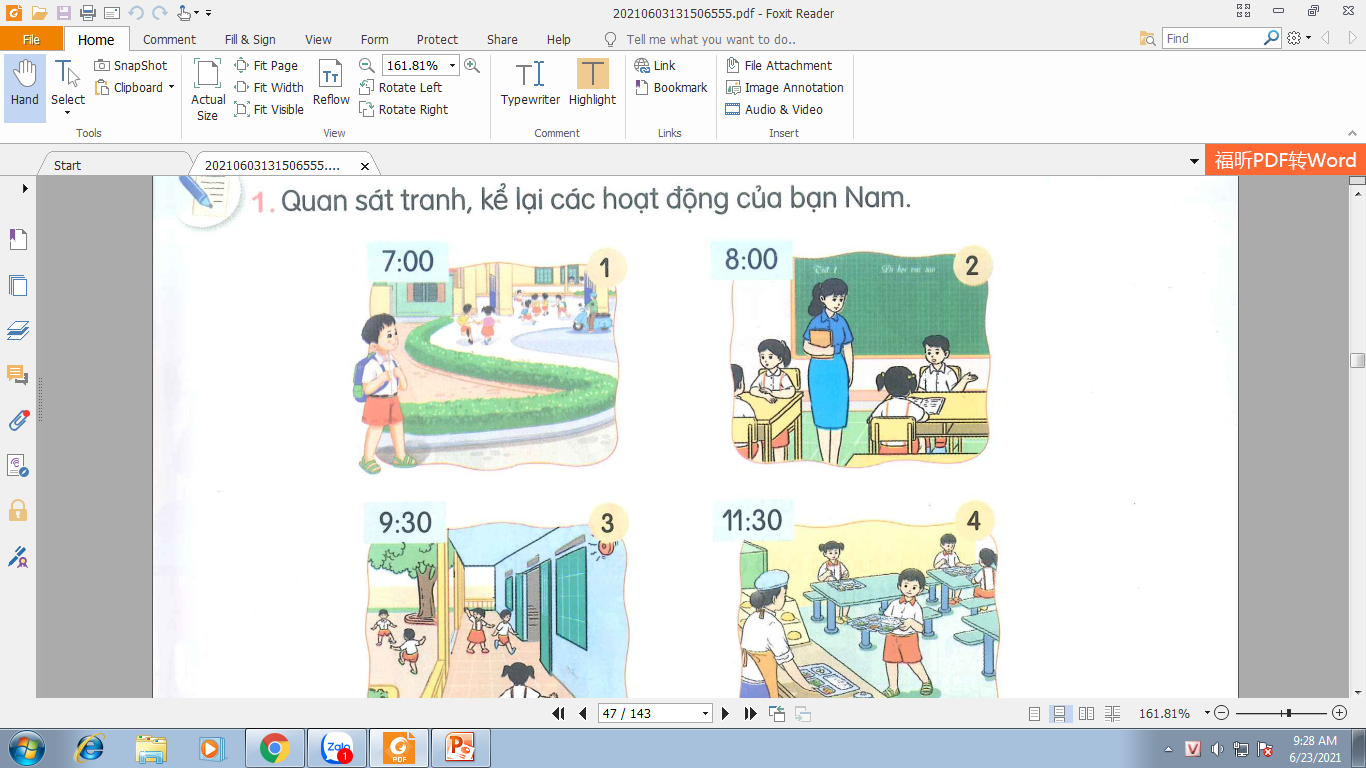 20210603131506555.pdf - Foxit Reader
File Home Comment Fill & Sign View Form Protect Share Help Tell me what you want to do.. Find
Hand
Select
SnapShot
Clipboard
Tools
Actual Size
Fit Page
Fit Width
Fit Visible
Reflow
161.81%
Rotate Left
Rotate Right
View
Typewriter
Highlight
Comment
Link
Bookmark
Links
File Attachment
Image Annotation
Audio & Video
Insert
Start
20210603131506555....
福昕PDF转Word
1. Quan sát tranh, kể lại các hoạt động của bạn Nam.
7:00
1
8:00
2
9:30
3
11:30
4
47 / 143
161.81%
Zalo
1
PDF
V
9:28 AM
6/23/2021